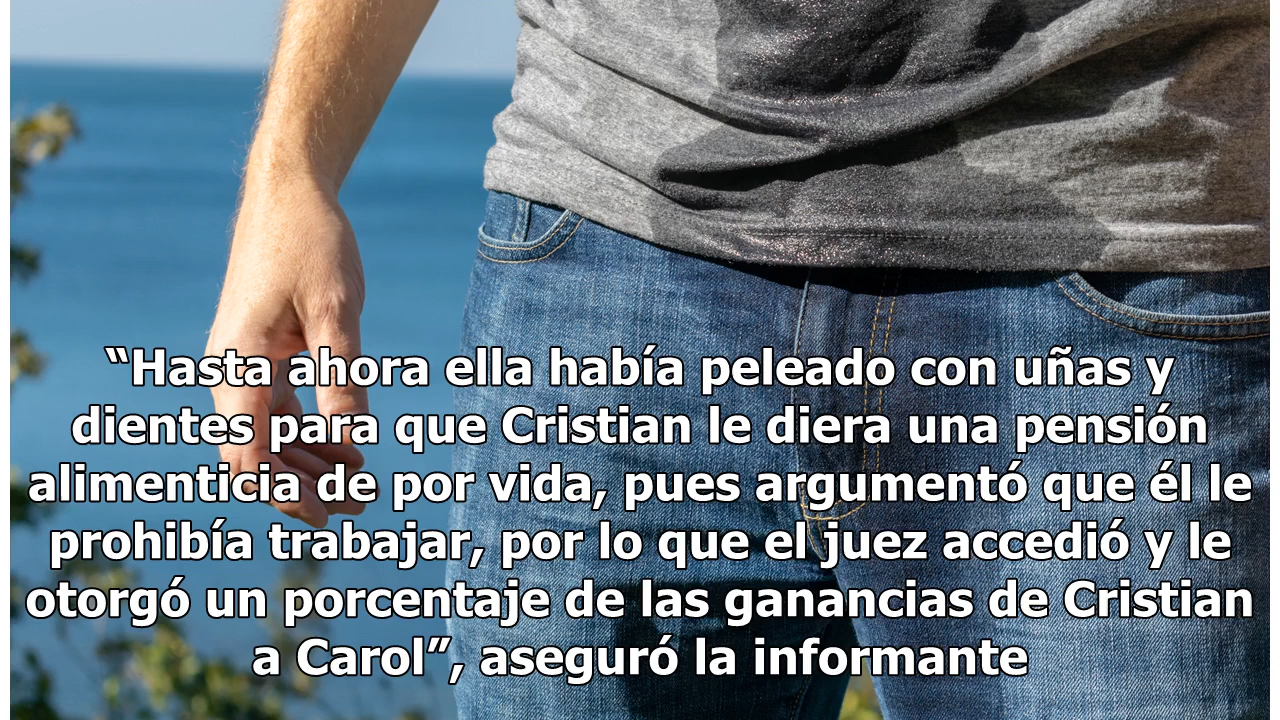 “Hasta ahora ella había peleado con uñas y
dientes para que Cristian le diera una pensión
alimenticia de por vida, pues argumentó que él le
prohibía trabajar, por lo que el juez accedió y le
otorgó un porcentaje de las ganancias de Cristian
a Carol”, aseguró la informante